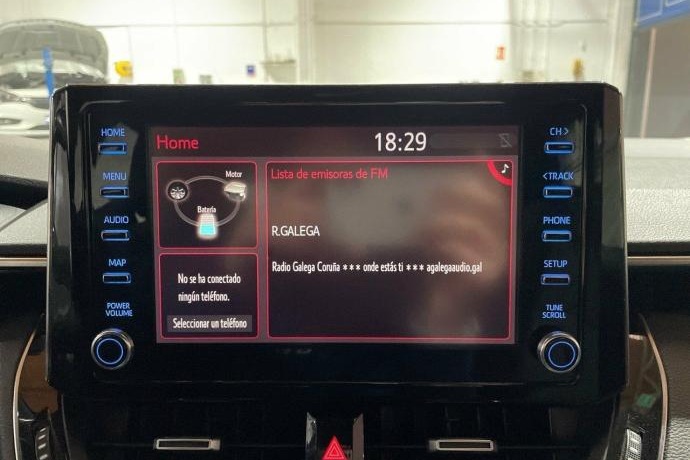 HOME
MENU
AUDIO
MAP
POWER
VOLUME
Home
18:29
Motor
Batería
No se ha conectado
ningún teléfono.
Seleccionar un teléfono
Lista de emisoras de FM
R.GALEGA
Radio Galega Coruña *** onde estás ti *** agalegaaudio.gal
CH >
< TRACK
PHONE
SETUP
TUNE
SCROLL